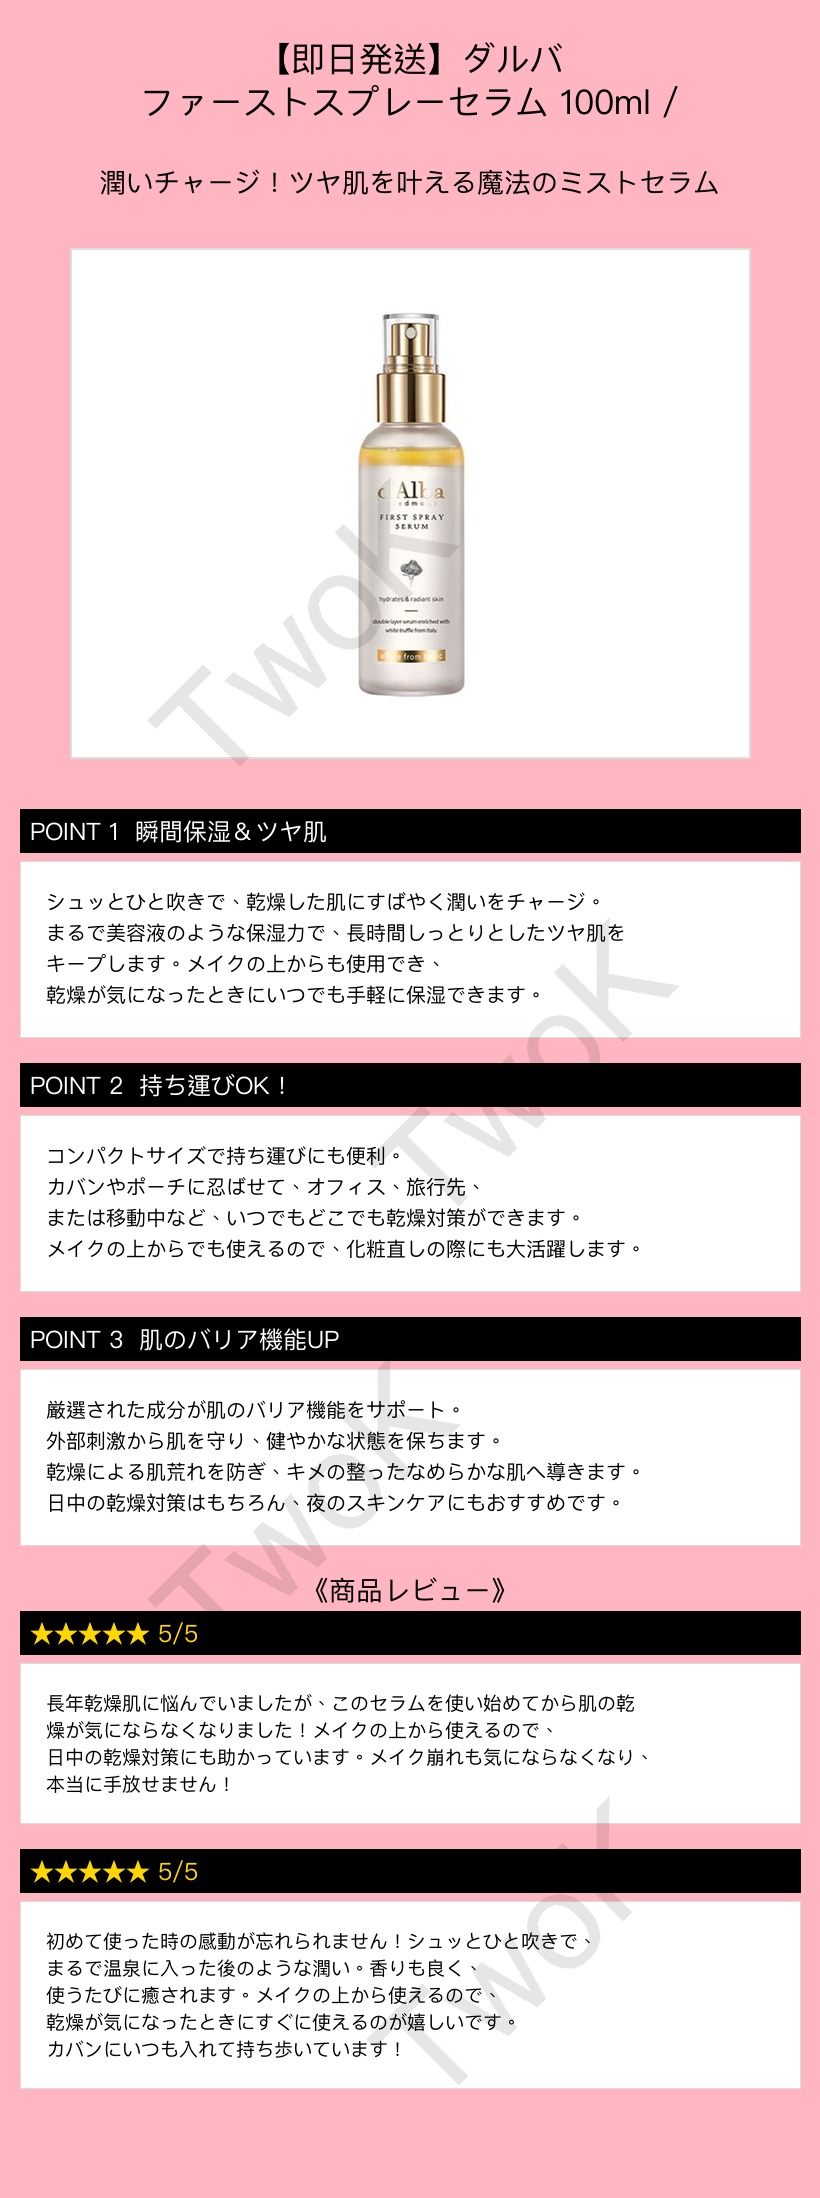 【即日発送】ダルバ
ファーストスプレーセラム 100ml /
潤いチャージ！ツヤ肌を叶える魔法のミストセラム
d'Alba
FIRST SPRAY
SERUM
hydrates & radiant skin
double layer serum enriched with
white truffle from Italy.
TwoK
POINT 1 瞬間保湿＆ツヤ肌
シュッとひと吹きで、乾燥した肌にすばやく潤いをチャージ。
まるで美容液のような保湿力で、長時間しっとりとしたツヤ肌を
キープします。メイクの上からも使用でき、
乾燥が気になったときにいつでも手軽に保湿できます。
TwoK
POINT 2 持ち運びOK！
コンパクトサイズで持ち運びにも便利。
カバンやポーチに忍ばせて、オフィス、旅行先、
または移動中など、いつでもどこでも乾燥対策ができます。
メイクの上からでも使えるので、化粧直しの際にも大活躍します。
POINT 3 肌のバリア機能UP
厳選された成分が肌のバリア機能をサポート。
外部刺激から肌を守り、健やかな状態を保ちます。
乾燥による肌荒れを防ぎ、キメの整ったなめらかな肌へ導きます。
日中の乾燥対策はもちろん、夜のスキンケアにもおすすめです。
TwoK
《商品レビュー》
★★★★★ 5/5
長年乾燥肌に悩んでいましたが、このセラムを使い始めてから肌の乾
燥が気にならなくなりました！メイクの上から使えるので、
日中の乾燥対策にも助かっています。メイク崩れも気にならなくなり、
本当に手放せません！
★★★★★ 5/5
初めて使った時の感動が忘れられません！シュッとひと吹きで、
まるで温泉に入った後のような潤い。香りも良く、
使うたびに癒されます。メイクの上から使えるので、
乾燥が気になったときにすぐに使えるのが嬉しいです。
カバンにいつも入れて持ち歩いています！
TwoK